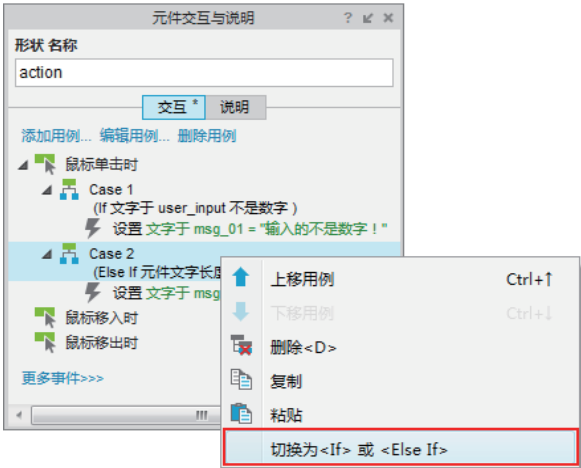 元件交互与说明
形状 名称
action
交互 *
说明
添加用例... 编辑用例... 删除用例
鼠标单击时
Case 1
(If 文字于 user_input 不是数字 )
设置 文字于 msg_01 = "输入的不是数字！"
Case 2
(Else If 元件文字长
设置 文字于 msg
鼠标移入时
鼠标移出时
更多事件>>>
上移用例 Ctrl+↑
下移用例 Ctrl+↓
删除<D>
复制
粘贴
切换为<If> 或 <Else If>